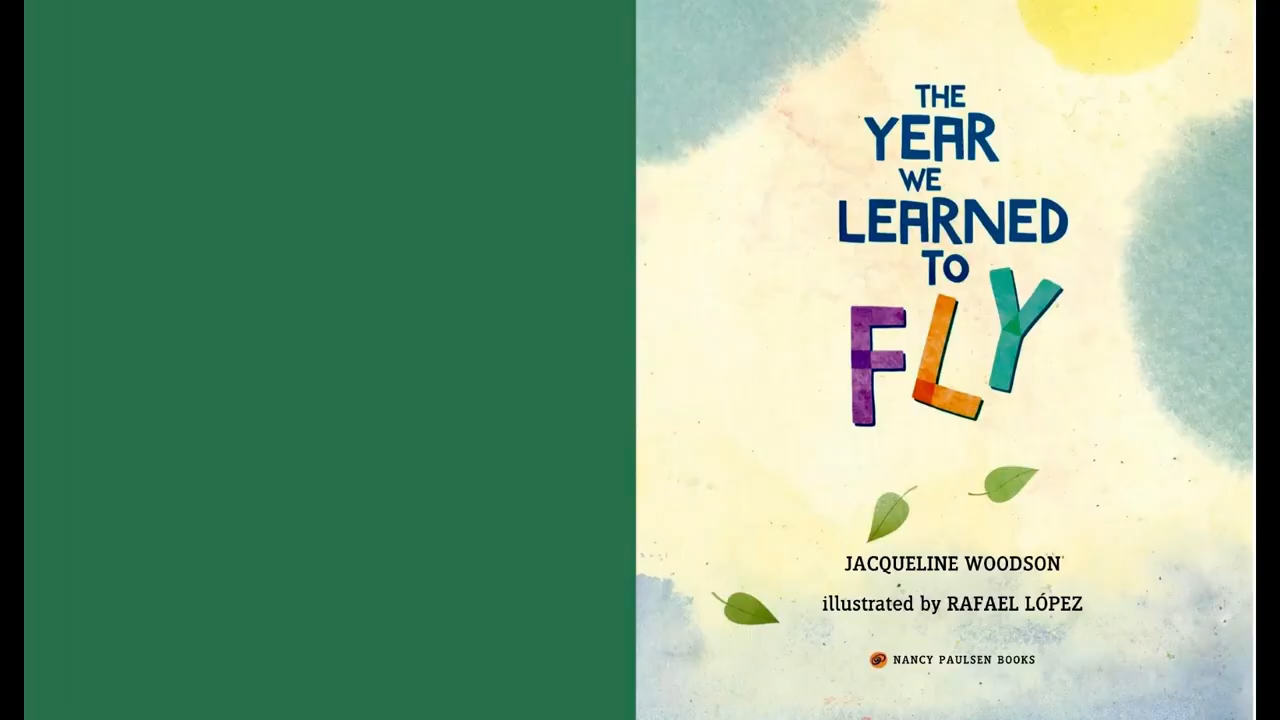 THE
YEAR
WE
LEARNED
TO
FLY
JACQUELINE WOODSON
illustrated by RAFAEL LÓPEZ
NANCY PAULSEN BOOKS